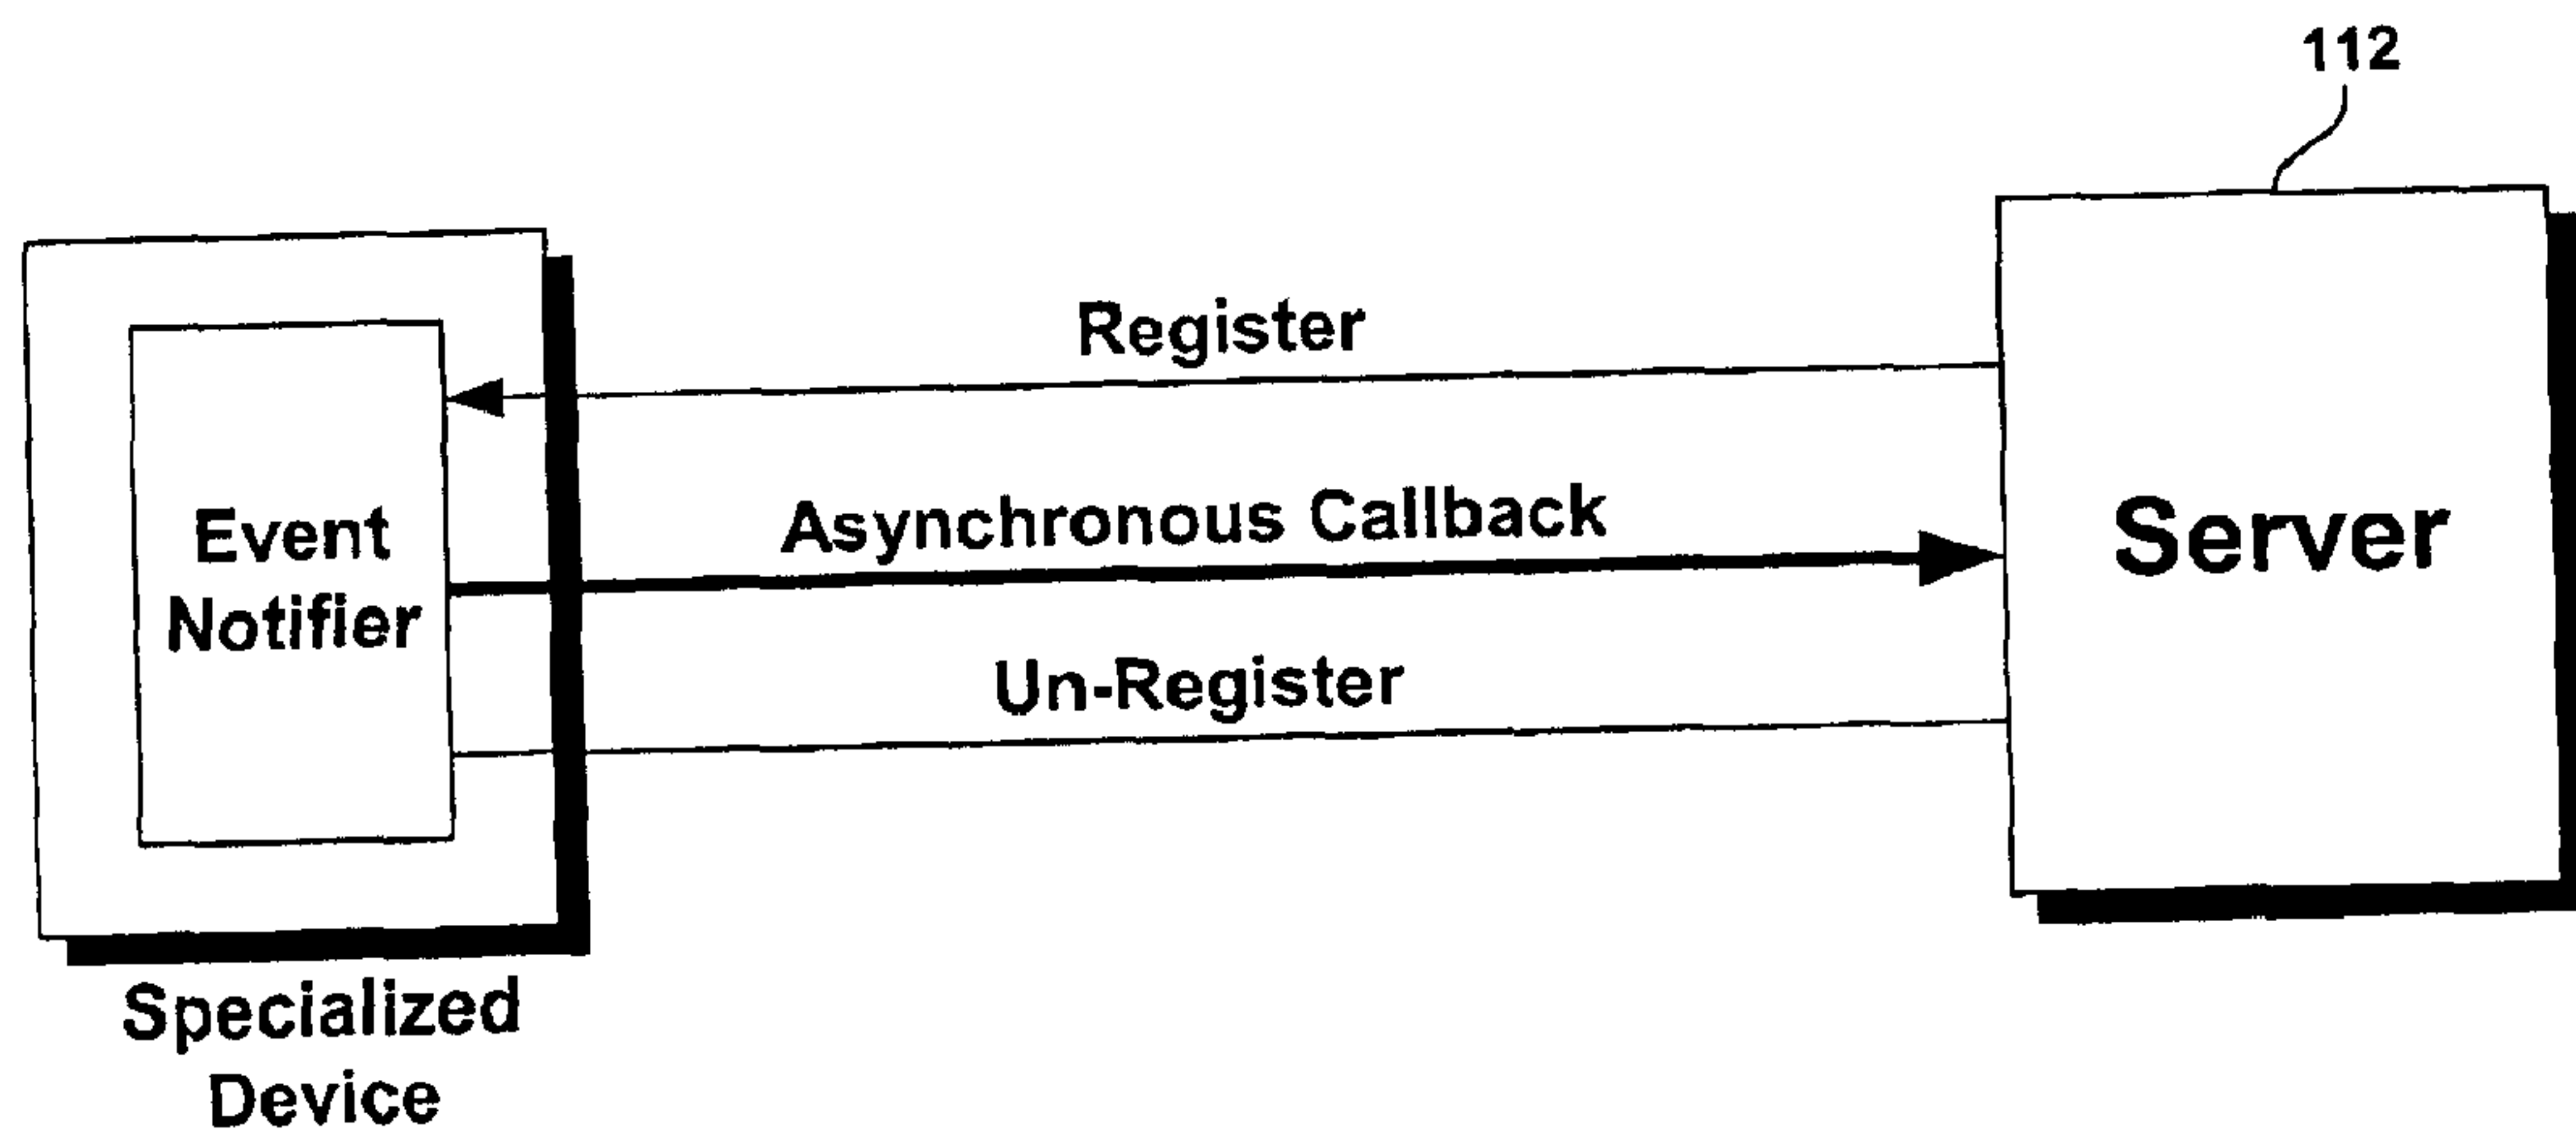 112
Register
Event
Notifier
Asynchronous Callback
Server
Un-Register
Specialized
Device